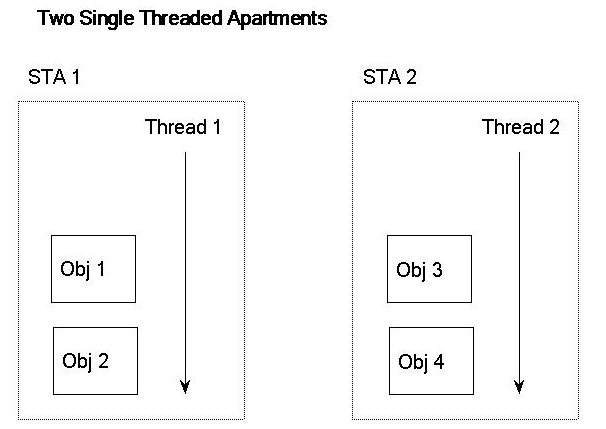 Two Single Threaded Apartments
STA 1
Thread 1
Obj 1
Obj 2
STA 2
Thread 2
Obj 3
Obj 4